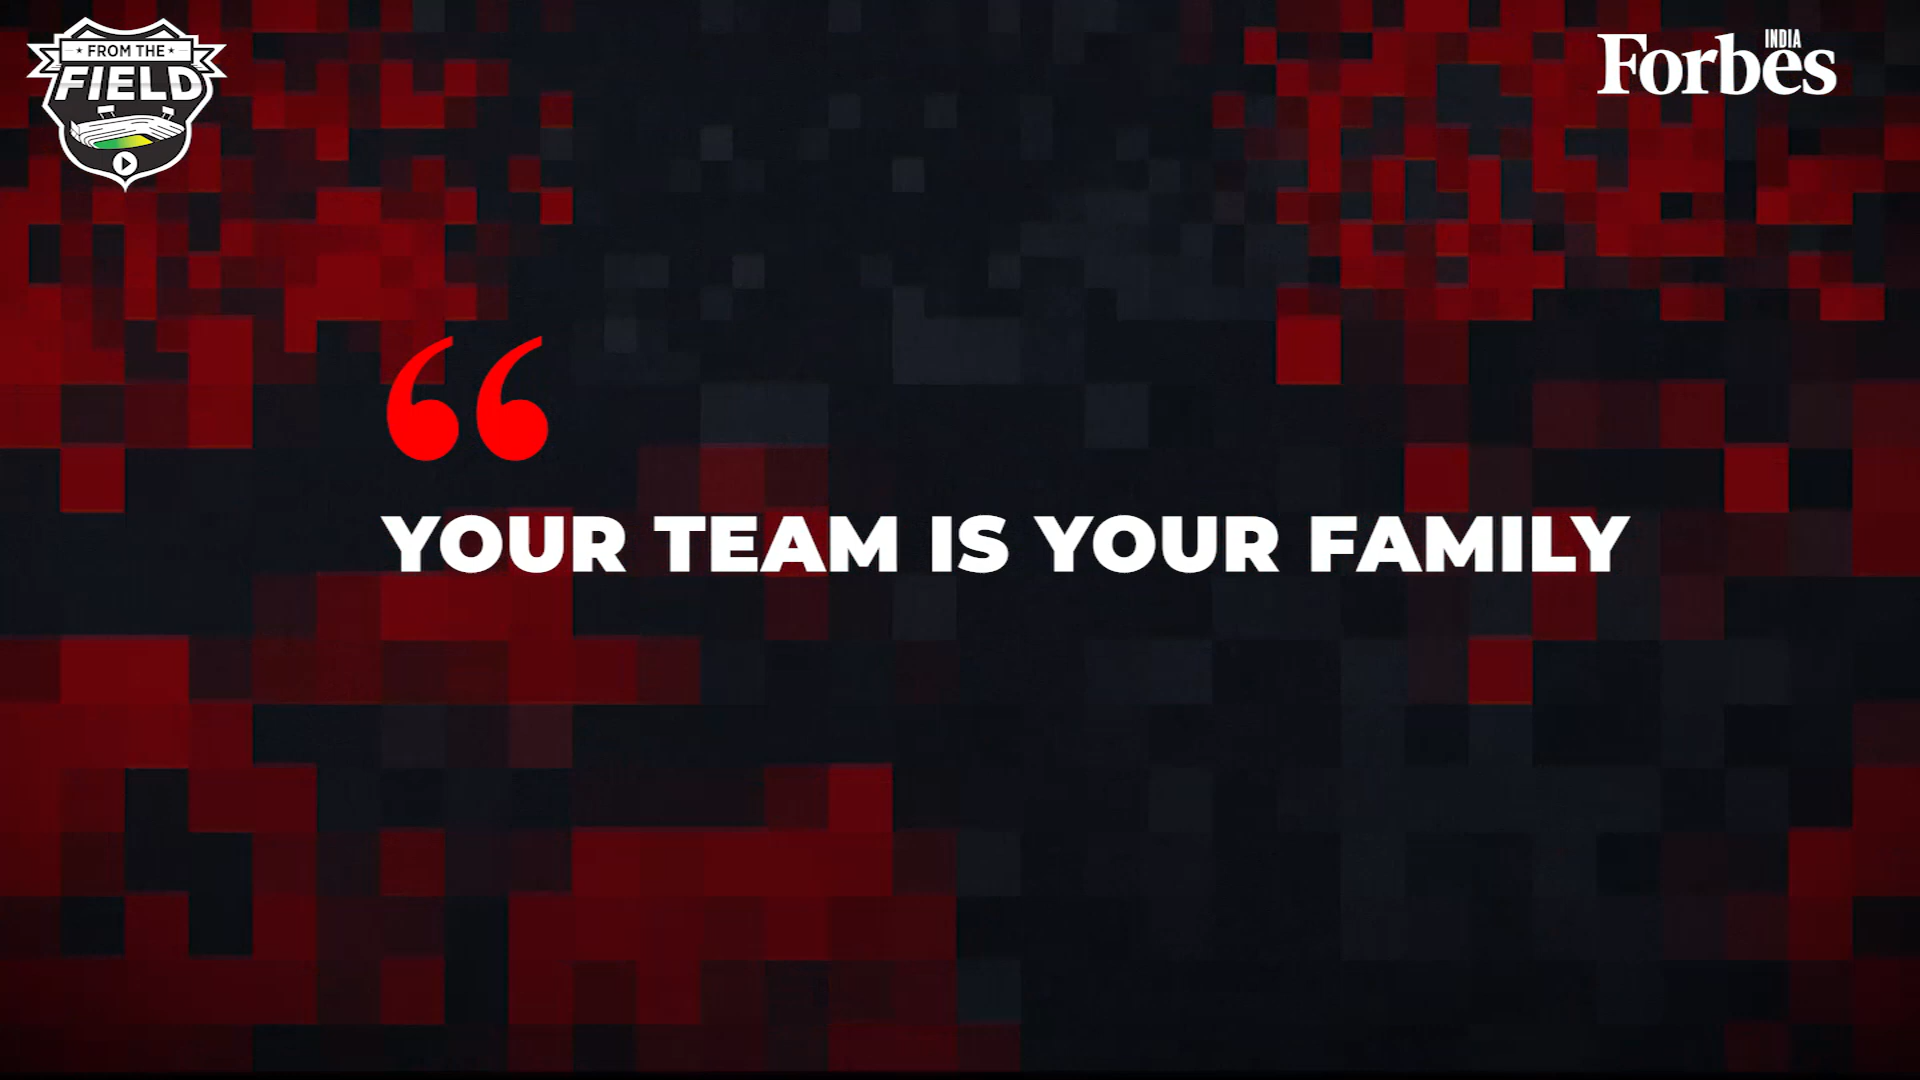 FROM THE
FIELD
Forbes
INDIA
“
YOUR TEAM IS YOUR FAMILY